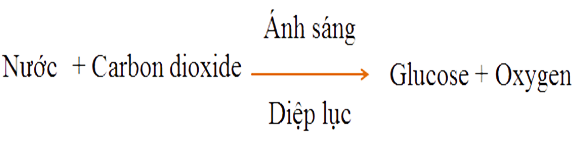 Ánh sáng
Nước + Carbon dioxide
Glucose + Oxygen
Diệp lục